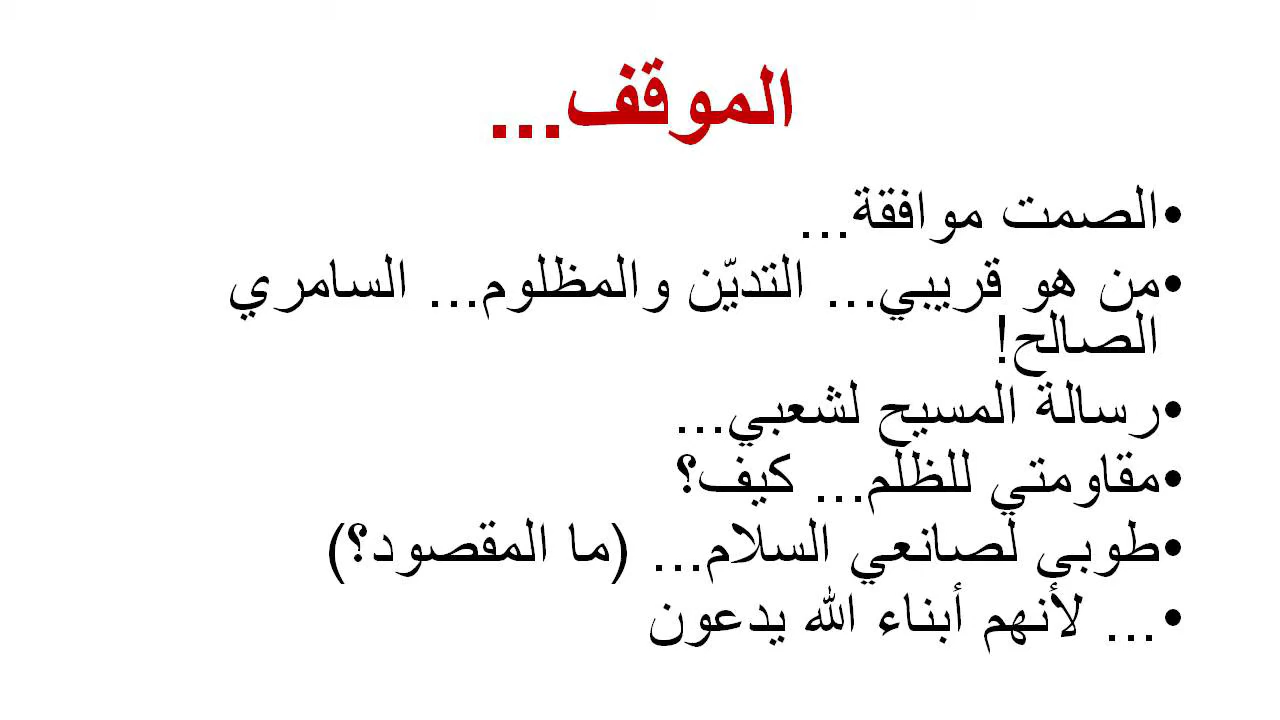 الموقف...
•الصمت موافقة...
•من هو قريبي... التديّن والمظلوم... السامري
الصالح!
•رسالة المسيح لشعبي...
•مقاومتي للظلم... كيف؟
•طوبى لصانعي السلام... (ما المقصود؟)
•... لأنهم أبناء الله يدعون